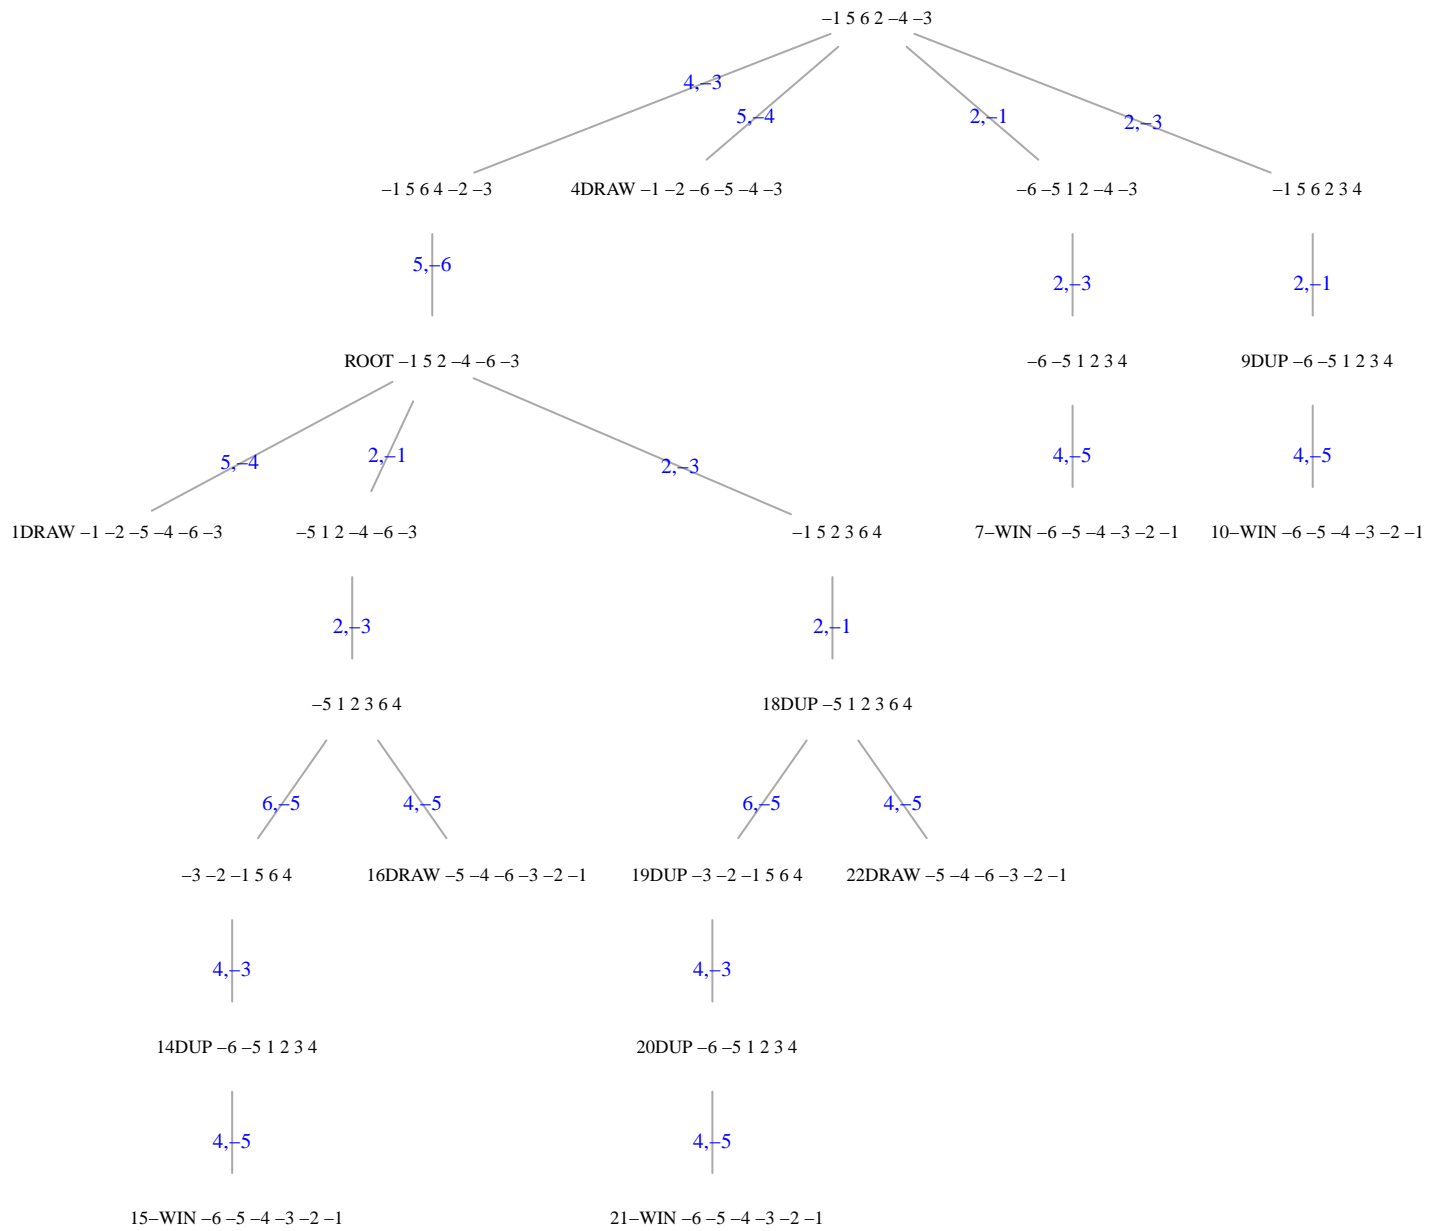 –1 5 6 2 –4 –3
4,–3
5,–4
2,–1
2,–3
–1 5 6 4 –2 –3
4DRAW –1 –2 –6 –5 –4 –3
–6 –5 1 2 –4 –3
–1 5 6 2 3 4
5,–6
2,–3
2,–1
ROOT –1 5 2 –4 –6 –3
–6 –5 1 2 3 4
9DUP –6 –5 1 2 3 4
5,–4
2,–1
2,–3
4,–5
4,–5
1DRAW –1 –2 –5 –4 –6 –3
–5 1 2 –4 –6 –3
–1 5 2 3 6 4
7–WIN –6 –5 –4 –3 –2 –1
10–WIN –6 –5 –4 –3 –2 –1
2,–3
2,–1
–5 1 2 3 6 4
18DUP –5 1 2 3 6 4
6,–5
4,–5
6,–5
4,–5
–3 –2 –1 5 6 4
16DRAW –5 –4 –6 –3 –2 –1
19DUP –3 –2 –1 5 6 4
22DRAW –5 –4 –6 –3 –2 –1
4,–3
4,–3
14DUP –6 –5 1 2 3 4
20DUP –6 –5 1 2 3 4
4,–5
4,–5
15–WIN –6 –5 –4 –3 –2 –1
21–WIN –6 –5 –4 –3 –2 –1